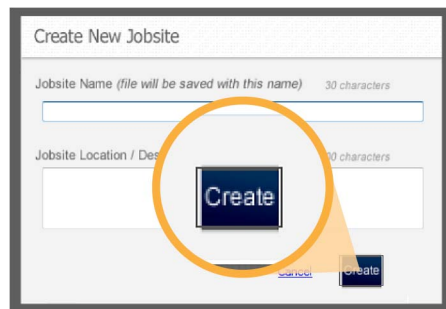 Create New Jobsite
Jobsite Name (file will be saved with this name) 30 characters
Jobsite Location / Des 00 characters
Create
Cancel Create